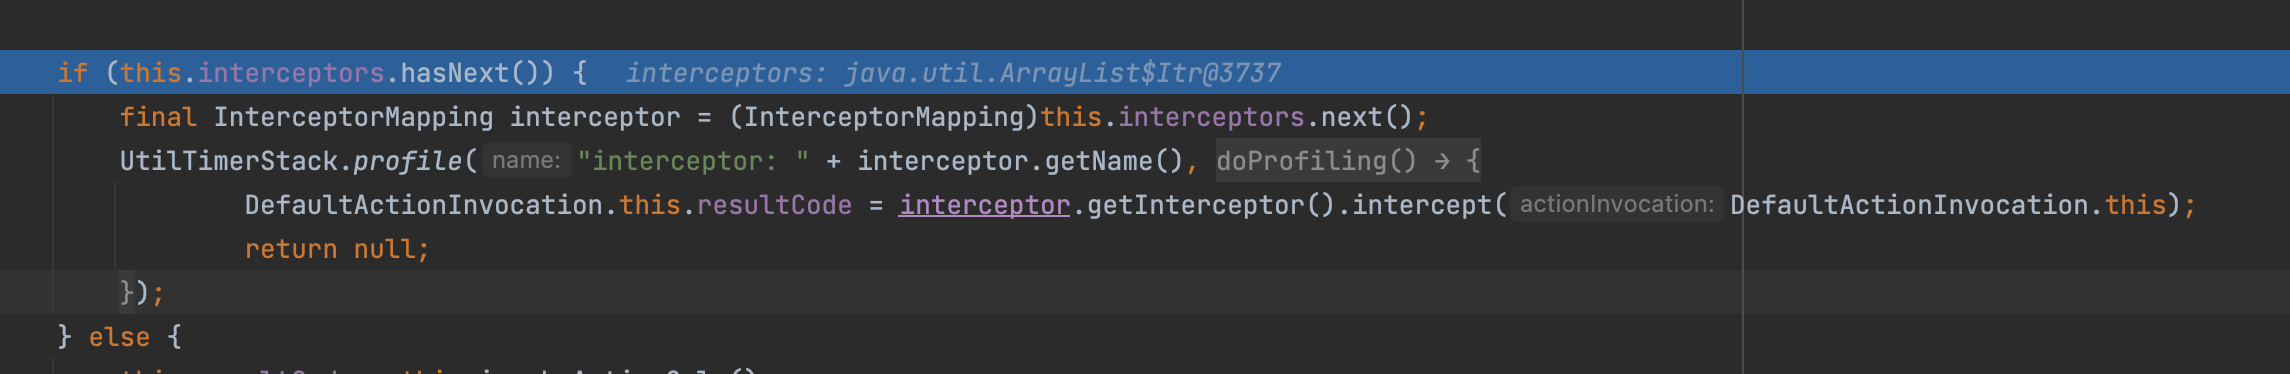 if (this.interceptors.hasNext()) { interceptors: java.util.ArrayList$Itr@3737
final InterceptorMapping interceptor = (InterceptorMapping)this.interceptors.next();
UtilTimerStack.profile( name: "interceptor: " + interceptor.getName(), doProfiling() → {
DefaultActionInvocation.this.resultCode = interceptor.getInterceptor().intercept( actionInvocation: DefaultActionInvocation.this);
return null;
});
} else {